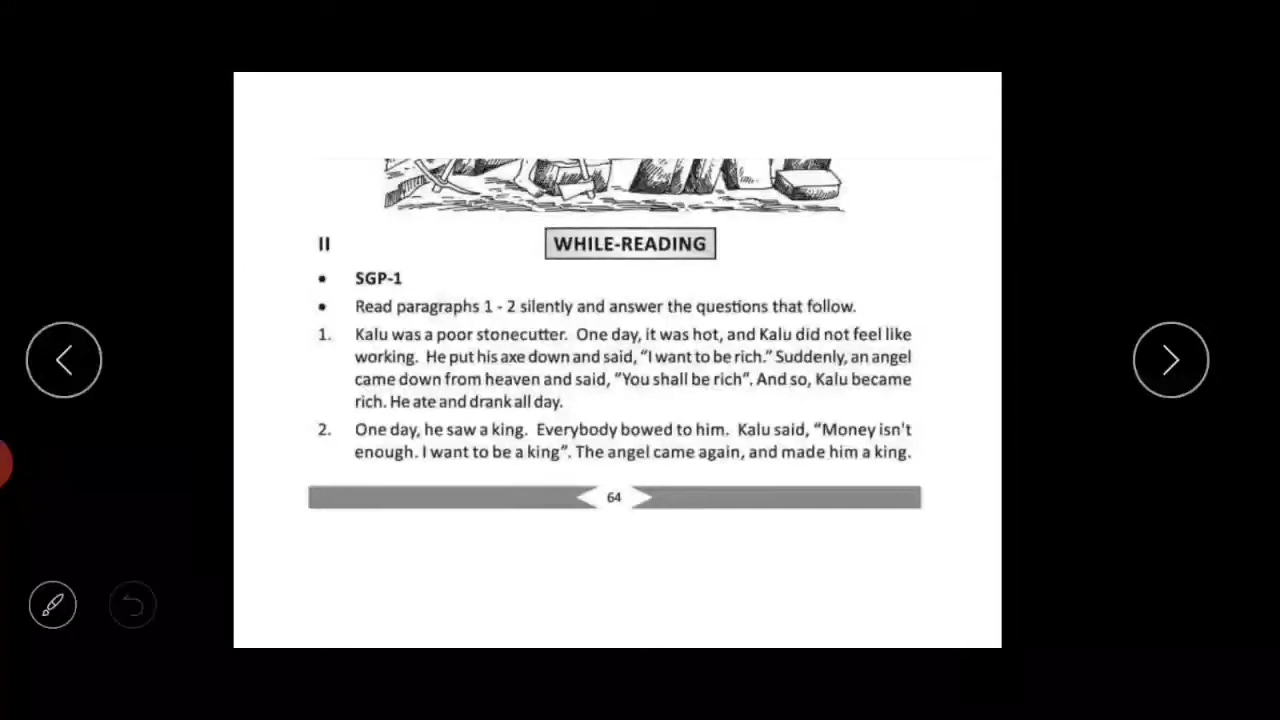 II
WHILE-READING
• SGP-1
• Read paragraphs 1 - 2 silently and answer the questions that follow.
1. Kalu was a poor stonecutter. One day, it was hot, and Kalu did not feel like
working. He put his axe down and said, “I want to be rich.” Suddenly, an angel
came down from heaven and said, “You shall be rich”. And so, Kalu became
rich. He ate and drank all day.
2. One day, he saw a king. Everybody bowed to him. Kalu said, “Money isn't
enough. I want to be a king”. The angel came again, and made him a king.
64